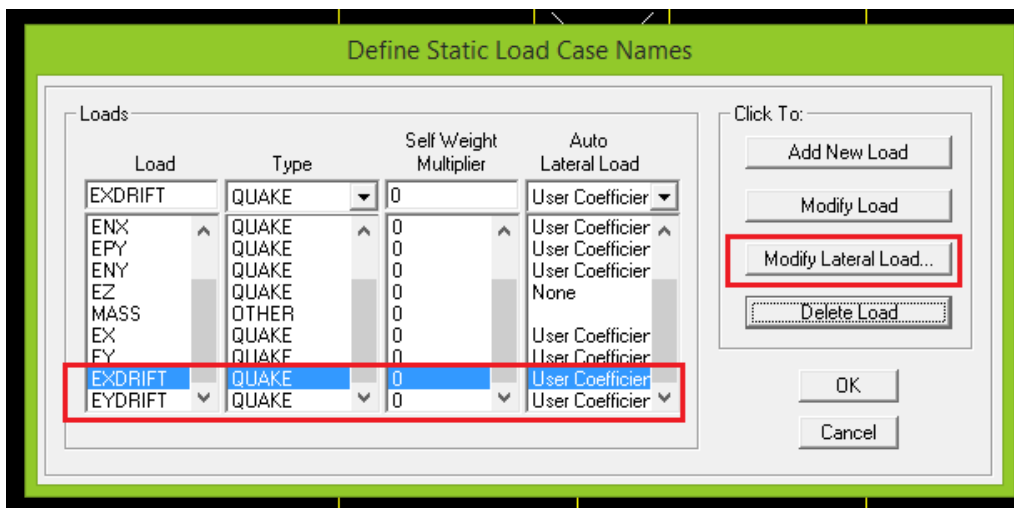 Define Static Load Case Names
Loads
Click To:
Load Type Self Weight Multiplier Auto Lateral Load
EXDRIFT QUAKE 0 User Coefficier
ENX QUAKE 0 User Coefficier
EPY QUAKE 0 User Coefficier
ENY QUAKE 0 User Coefficier
EZ QUAKE 0 None
MASS OTHER 0
EX QUAKE 0 User Coefficier
EY QUAKE 0 User Coefficier
EXDRIFT QUAKE 0 User Coefficier
EYDRIFT QUAKE 0 User Coefficier
Add New Load
Modify Load
Modify Lateral Load...
Delete Load
OK
Cancel